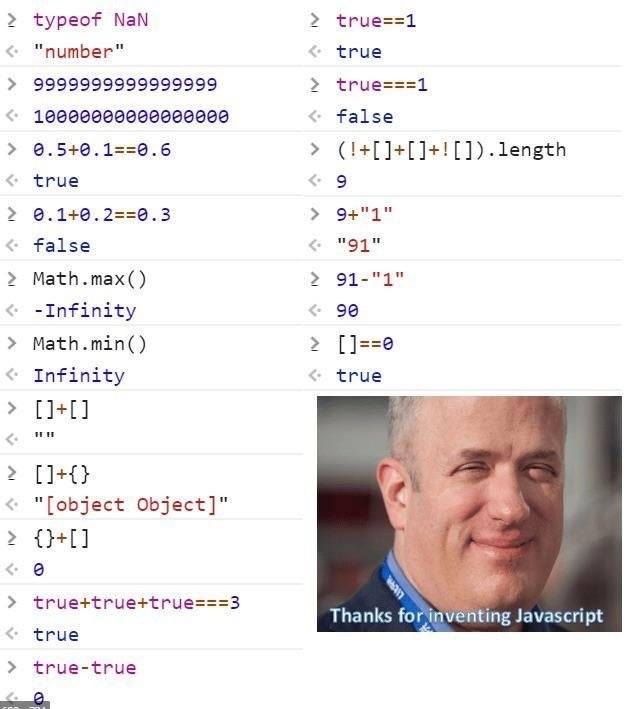 > typeof NaN
<· "number"
> 9999999999999999
<· 10000000000000000
> 0.5+0.1==0.6
<· true
> 0.1+0.2==0.3
<· false
> Math.max()
<· -Infinity
> Math.min()
<· Infinity
> []+[]
<· ""
> []+{}
<· "[object Object]"
> {}+[]
<· 0
> true+true+true===3
<· true
> true-true
<· 0
> true==1
<· true
> true===1
<· false
> (!+[]+[]+![]).length
<· 9
> 9+"1"
<· "91"
> 91-"1"
<· 90
> []==0
<· true
Thanks for inventing Javascript